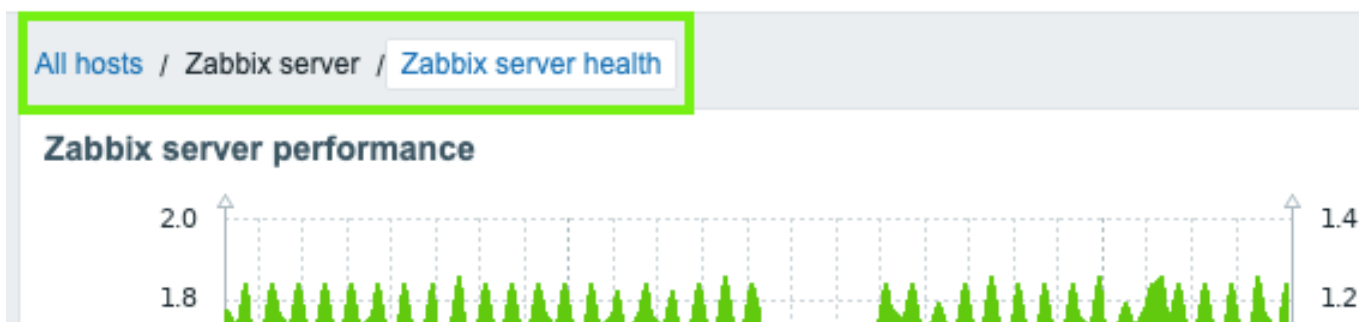 All hosts / Zabbix server / Zabbix server health
Zabbix server performance
2.0 1.4
1.8 1.2